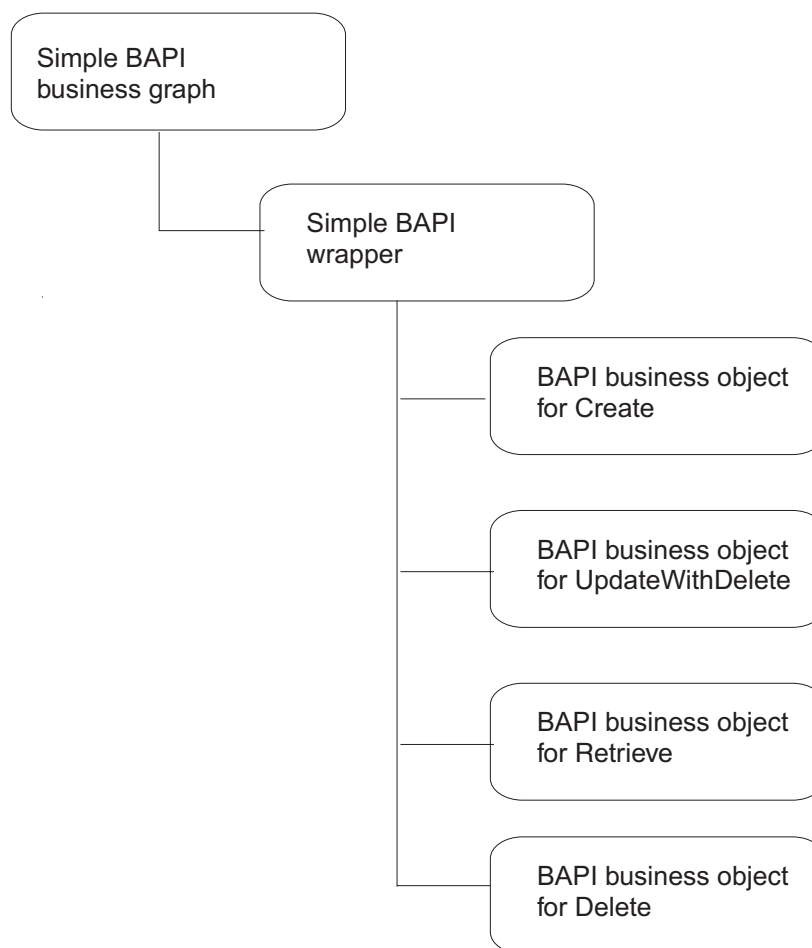 Simple BAPI
business graph
Simple BAPI
wrapper
BAPI business object
for Create
BAPI business object
for UpdateWithDelete
BAPI business object
for Retrieve
BAPI business object
for Delete